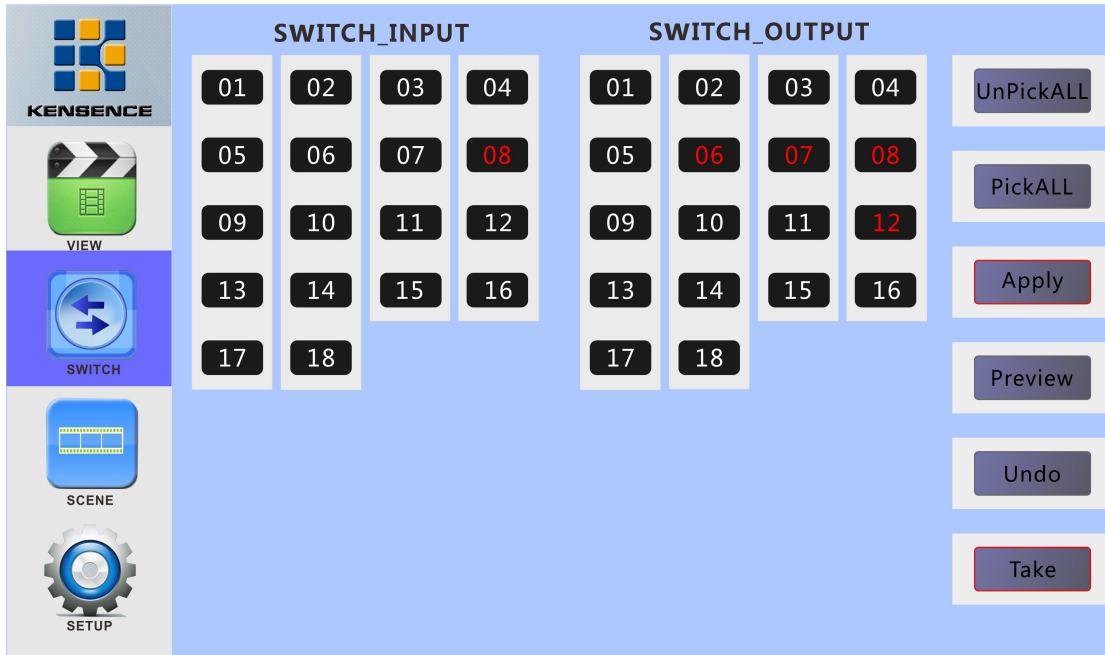 KENSENCE
VIEW
SWITCH
SCENE
SETUP
SWITCH_INPUT
01 02 03 04
05 06 07 08
09 10 11 12
13 14 15 16
17 18
SWITCH_OUTPUT
01 02 03 04
05 06 07 08
09 10 11 12
13 14 15 16
17 18
UnPickALL
PickALL
Apply
Preview
Undo
Take